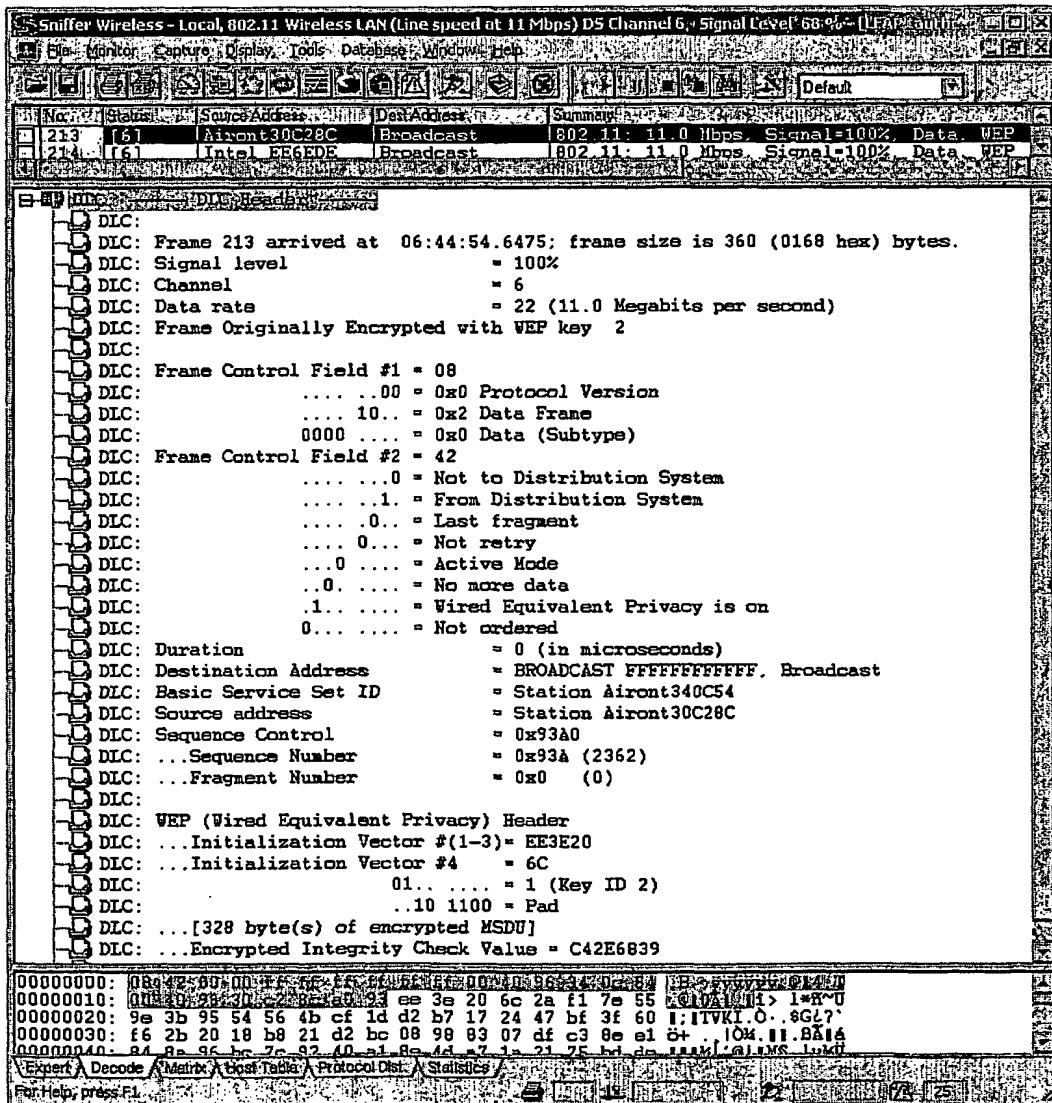 Sniffer Wireless - Local, 802.11 Wireless LAN (Line speed at 11 Mbps) DS Channel 6, Signal Level
File Monitor Capture Display Tools Database Window Help
Default
No. Status Source Address Dest Address Summary
213 [6] Airont30C28C Broadcast 802.11: 11.0 Mbps, Signal=100%, Data, WEP
214 [6] Intel EE6EDE Broadcast 802.11: 11.0 Mbps, Signal=100%, Data, WEP
DLC: DLC Header
DLC:
DLC: Frame 213 arrived at 06:44:54.6475; frame size is 360 (0168 hex) bytes.
DLC: Signal level = 100%
DLC: Channel = 6
DLC: Data rate = 22 (11.0 Megabits per second)
DLC: Frame Originally Encrypted with WEP key 2
DLC:
DLC: Frame Control Field #1 = 08
DLC: .... ..00 = 0x0 Protocol Version
DLC: .... 10.. = 0x2 Data Frame
DLC: 0000 .... = 0x0 Data (Subtype)
DLC: Frame Control Field #2 = 42
DLC: .... ...0 = Not to Distribution System
DLC: .... ..1. = From Distribution System
DLC: .... .0.. = Last fragment
DLC: .... 0... = Not retry
DLC: ...0 .... = Active Mode
DLC: ..0. .... = No more data
DLC: .1.. .... = Wired Equivalent Privacy is on
DLC: 0... .... = Not ordered
DLC: Duration = 0 (in microseconds)
DLC: Destination Address = BROADCAST FFFFFFFFFFFF, Broadcast
DLC: Basic Service Set ID = Station Airont340C54
DLC: Source address = Station Airont30C28C
DLC: Sequence Control = 0x93A0
DLC: ...Sequence Number = 0x93A (2362)
DLC: ...Fragment Number = 0x0 (0)
DLC:
DLC: WEP (Wired Equivalent Privacy) Header
DLC: ...Initialization Vector #(1-3)= EE3E20
DLC: ...Initialization Vector #4 = 6C
DLC: 01.. .... = 1 (Key ID 2)
DLC: ..10 1100 = Pad
DLC: ...[328 byte(s) of encrypted MSDU]
DLC: ...Encrypted Integrity Check Value = C42E6B39
00000000:
00000010: ee 3e 20 6c 2a f1 7e 55
00000020: 9e 3b 95 54 56 4b cf 1d d2 b7 17 24 47 bf 3f 60
00000030: f6 2b 20 18 b8 21 d2 bc 08 98 83 07 df c3 8e e1
00000040:
Expert Decode Matrix Host Table Protocol Dist. Statistics
For Help, press F1